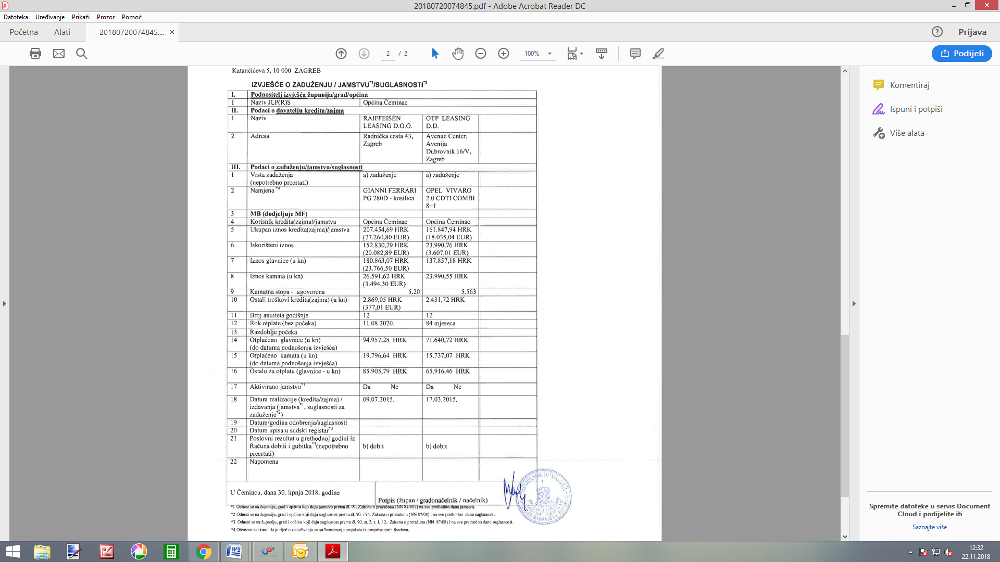 20180720074845.pdf - Adobe Acrobat Reader DC
Datoteka Uređivanje Prikaži Prozor Pomoć
Početna Alati 20180720074845.... × Prijava
2 / 2 100% Podijeli
Katančićeva 5, 10 000 ZAGREB
IZVJEŠĆE O ZADUŽENJU / JAMSTVU*1/SUGLASNOSTI*2
I. Podnositelj izvješća županija/grad/općina
1 Naziv JLP(R)S Općina Čeminac
II. Podaci o davatelju kredita/zajma
1 Naziv RAIFFEISEN OTP LEASING
LEASING D.O.O. D.D.
2 Adresa Radnička cesta 43, Avenue Center,
Zagreb Avenija
Dubrovnik 16/V,
Zagreb
III. Podaci o zaduženju/jamstvu/suglasnosti
1 Vrsta zaduženja a) zaduženje a) zaduženje
(nepotrebno precrtati)
2 Namjena*4 GIANNI FERRARI OPEL VIVARO
PG 280D - kosilica 2.0 CDTI COMBI
8+1
3 MB (dodjeljuje MF)
4 Korisnik kredita(zajma)/jamstva Općina Čeminac Općina Čeminac
5 Ukupan iznos kredita(zajma)/jamstva 207.454,69 HRK 161.847,94 HRK
(27.260,80 EUR) (18.035,04 EUR)
6 Iskorišteni iznos 152.830,79 HRK 23.990,76 HRK
(20.082,89 EUR) (3.607,01 EUR)
7 Iznos glavnice (u kn) 180.863,07 HRK 137.857,18 HRK
(23.766,50 EUR)
8 Iznos kamata (u kn) 26.591,62 HRK 23.990,55 HRK
(3.494,30 EUR)
9 Kamatna stopa - ugovorena 5,20 5,563
10 Ostali troškovi kredita(zajma) (u kn) 2.869,05 HRK 2.431,72 HRK
(377,01 EUR)
11 Broj anuiteta godišnje 12 12
12 Rok otplate (bez počeka) 11.08.2020. 84 mjeseca
13 Razdoblje počeka
14 Otplaćeno glavnice (u kn) 94.957,28 HRK 71.640,72 HRK
(do datuma podnošenja izvješća)
15 Otplaćeno kamata (u kn) 19.796,64 HRK 15.737,07 HRK
(do datuma podnošenja izvješća)
16 Ostalo za otplatu (glavnice - u kn) 85.905,79 HRK 65.916,46 HRK
17 Aktivirano jamstvo*1 Da Ne Da Ne
18 Datum realizacije (kredita/zajma) / 09.07.2015. 17.03.2015.
izdavanja (jamstva*1, suglasnosti za
zaduženje*2)
19 Datum/godina odobrenja/suglasnosti
20 Datum upisa u sudski registar*3
21 Poslovni rezultat u prethodnoj godini iz
Računa dobiti i gubitka*3(nepotrebno b) dobit b) dobit
precrtati)
22 Napomena
U Čemincu, dana 30. lipnja 2018. godine
Potpis (župan / gradonačelnik / načelnik)
*1 Odnosi se na županiju, grad i općinu koji daju jamstvo prema čl. 91. Zakona o proračunu (NN 87/08) i na sva prethodno dana jamstva.
*2 Odnosi se na županiju, grad i općinu koji daju suglasnost prema čl. 90. i 94. Zakona o proračunu (NN 87/08) i na sve prethodno dane suglasnosti.
*3 Odnosi se na županiju, grad i općinu koji daju suglasnost prema čl. 90, st. 2, t. 1, i 2, Zakona o proračunu (NN 87/08) i na sve prethodno dane suglasnosti.
*4 Obvezno istaknuti da je riječ o zaduživanju za sufinanciranje projekata iz pretpristupnih fondova.
Komentiraj
Ispuni i potpiši
Više alata
Spremite datoteke u servis Document
Cloud i podijelite ih
Saznajte više
12:32
22.11.2018